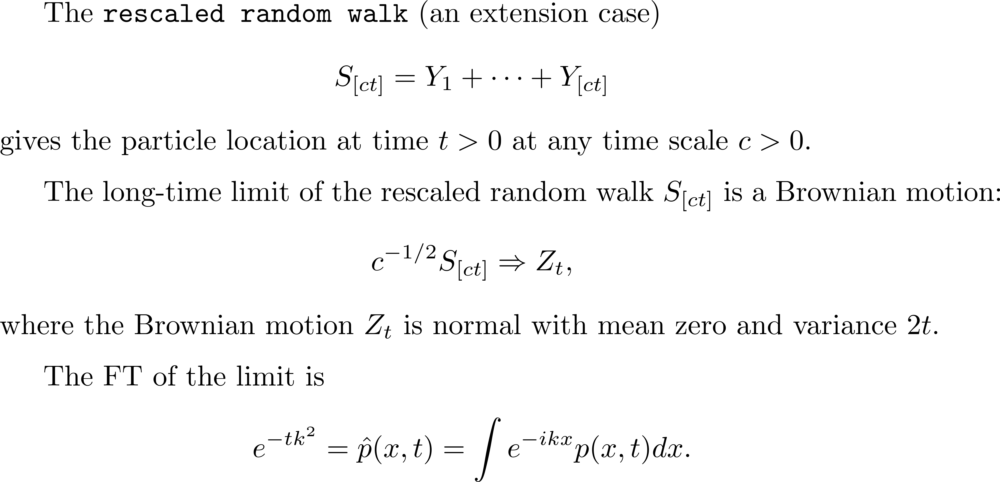 The rescaled random walk (an extension case)
$S_{[ct]} = Y_1 + \cdots + Y_{[ct]}$
gives the particle location at time $t > 0$ at any time scale $c > 0$.
The long-time limit of the rescaled random walk $S_{[ct]}$ is a Brownian motion:
$c^{-1/2} S_{[ct]} \Rightarrow Z_t,$
where the Brownian motion $Z_t$ is normal with mean zero and variance $2t$.
The FT of the limit is
$e^{-tk^2} = \hat{p}(x, t) = \int e^{-ikx} p(x, t) dx.$